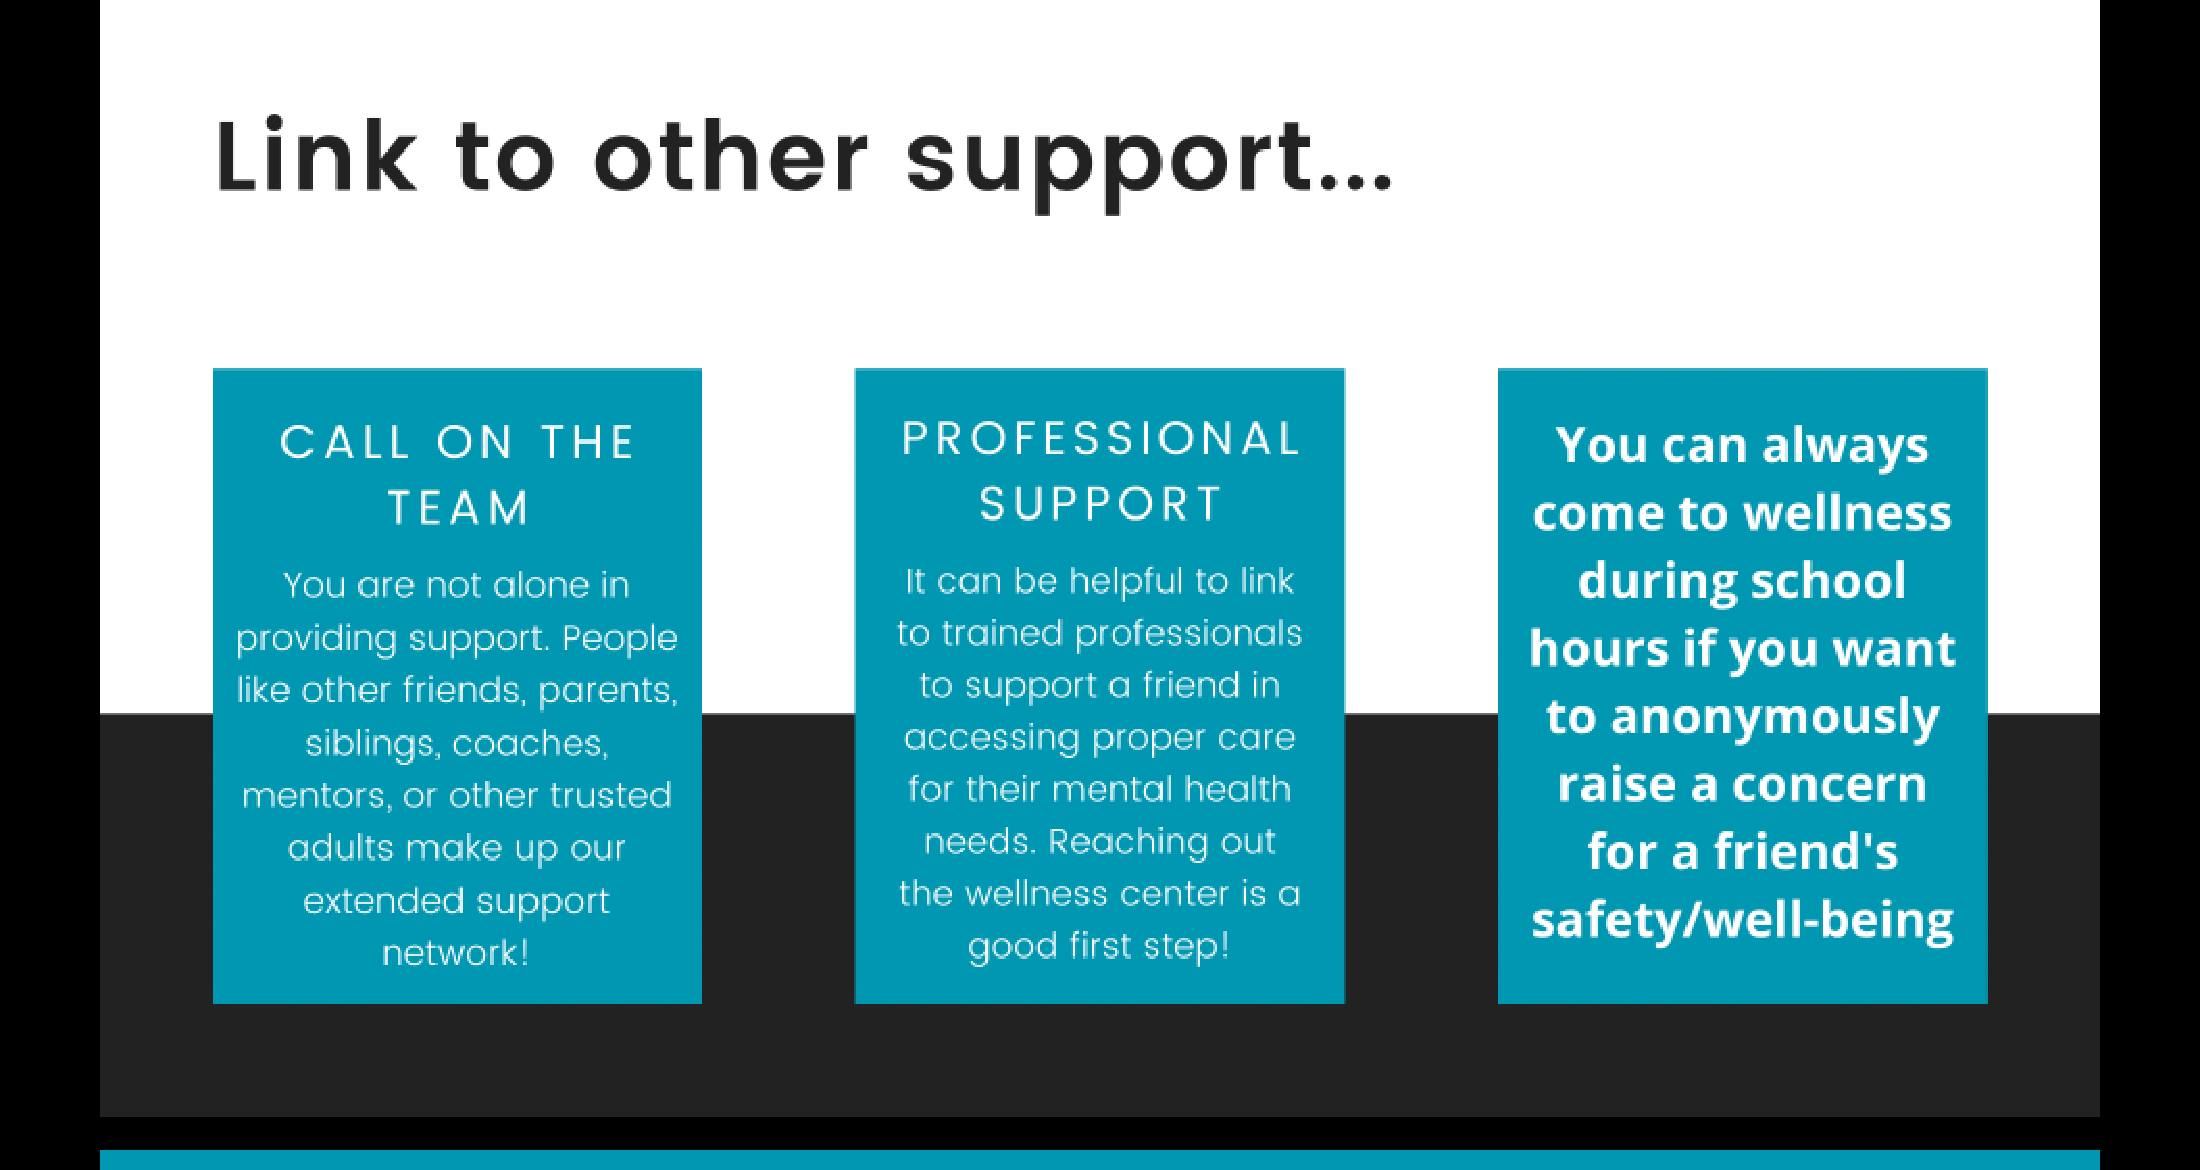 Link to other support...
CALL ON THE
TEAM
You are not alone in
providing support. People
like other friends, parents,
siblings, coaches,
mentors, or other trusted
adults make up our
extended support
network!
PROFESSIONAL
SUPPORT
It can be helpful to link
to trained professionals
to support a friend in
accessing proper care
for their mental health
needs. Reaching out
the wellness center is a
good first step!
You can always
come to wellness
during school
hours if you want
to anonymously
raise a concern
for a friend's
safety/well-being